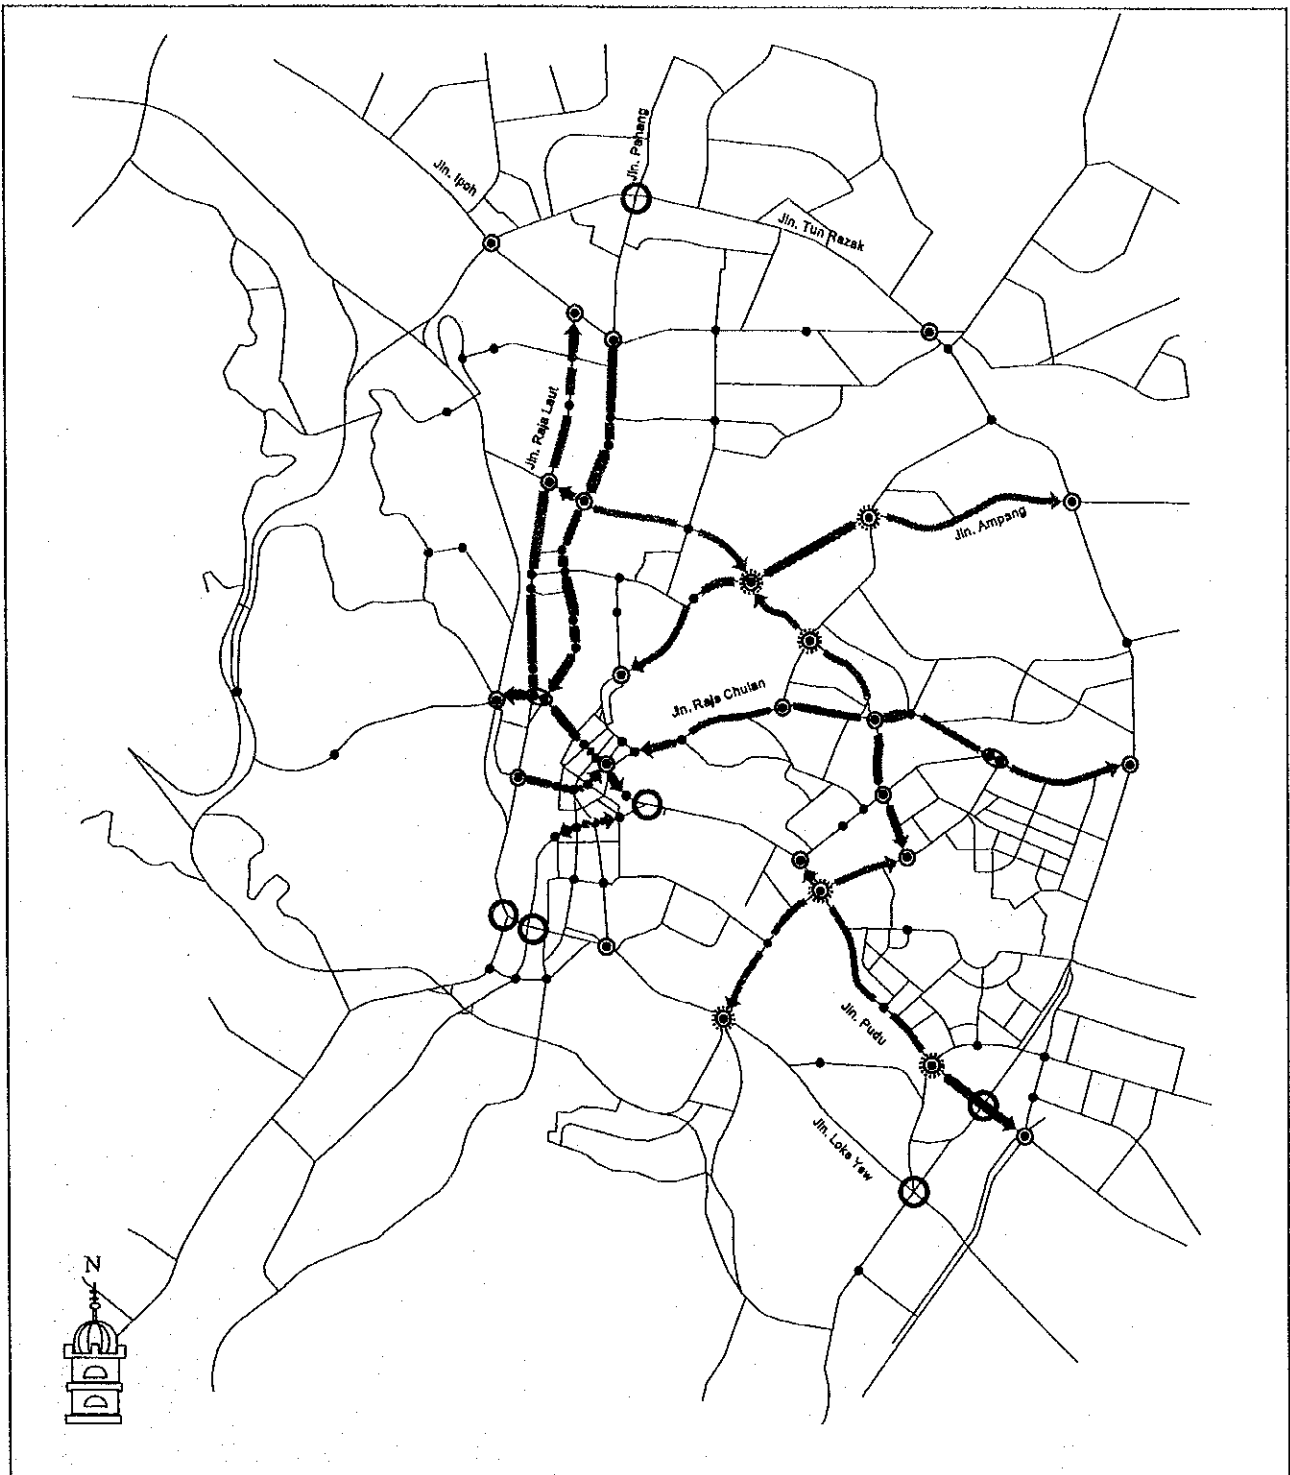 Jln. Pahang
Jln. Ipoh
Jln. Tun Razak
Jln. Raja Laut
Jln. Ampang
Jln. Raja Chulan
Jln. Pudu
Jln. Loke Yew
N